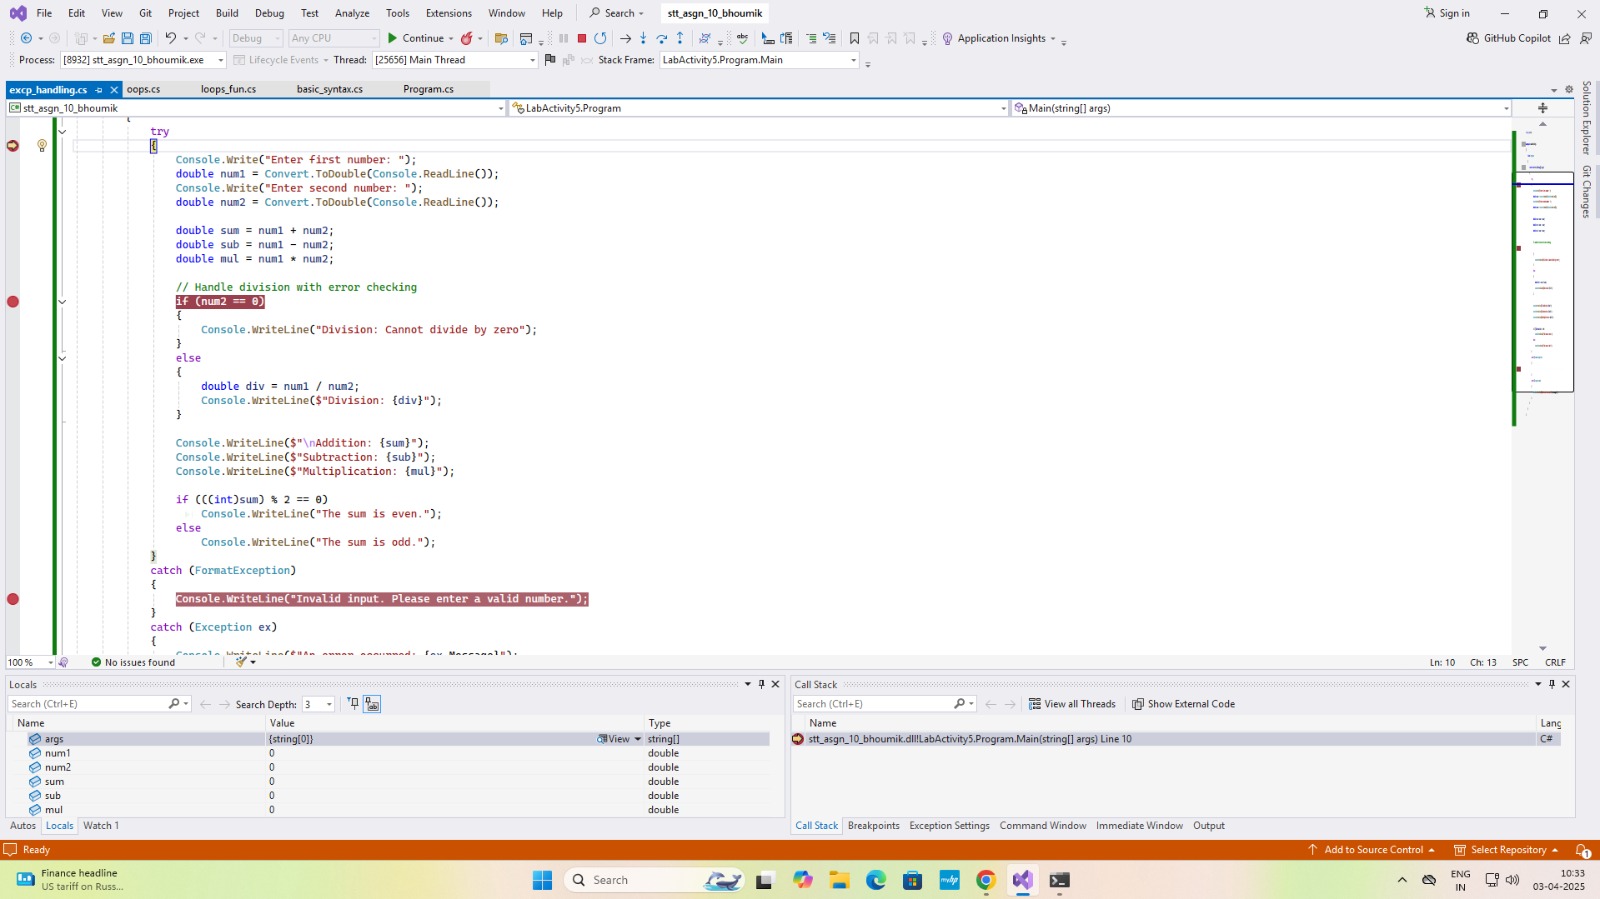 File Edit View Git Project Build Debug Test Analyze Tools Extensions Window Help Search stt_asgn_10_bhoumik Sign in
Debug Any CPU Continue Application Insights GitHub Copilot
Process: [8932] stt_asgn_10_bhoumik.exe Lifecycle Events Thread: [25656] Main Thread Stack Frame: LabActivity5.Program.Main
excp_handling.cs oops.cs loops_fun.cs basic_syntax.cs Program.cs
stt_asgn_10_bhoumik LabActivity5.Program Main(string[] args)
Solution Explorer
Git Changes
try
{
Console.Write("Enter first number: ");
double num1 = Convert.ToDouble(Console.ReadLine());
Console.Write("Enter second number: ");
double num2 = Convert.ToDouble(Console.ReadLine());
double sum = num1 + num2;
double sub = num1 - num2;
double mul = num1 * num2;
// Handle division with error checking
if (num2 == 0)
{
Console.WriteLine("Division: Cannot divide by zero");
}
else
{
double div = num1 / num2;
Console.WriteLine($"Division: {div}");
}
Console.WriteLine($"\nAddition: {sum}");
Console.WriteLine($"Subtraction: {sub}");
Console.WriteLine($"Multiplication: {mul}");
if (((int)sum) % 2 == 0)
Console.WriteLine("The sum is even.");
else
Console.WriteLine("The sum is odd.");
}
catch (FormatException)
{
Console.WriteLine("Invalid input. Please enter a valid number.");
}
catch (Exception ex)
{
Console.WriteLine($"An error occurred: {ex.Message}");
100 % No issues found Ln: 10 Ch: 13 SPC CRLF
Locals
Search (Ctrl+E) Search Depth: 3
Name Value Type
args {string[0]} View string[]
num1 0 double
num2 0 double
sum 0 double
sub 0 double
mul 0 double
Autos Locals Watch 1
Call Stack
Search (Ctrl+E) View all Threads Show External Code
Name Lang
stt_asgn_10_bhoumik.dll!LabActivity5.Program.Main(string[] args) Line 10 C#
Call Stack Breakpoints Exception Settings Command Window Immediate Window Output
Ready Add to Source Control Select Repository 1
Finance headline
US tariff on Russ...
Search
ENG
IN
10:33
03-04-2025